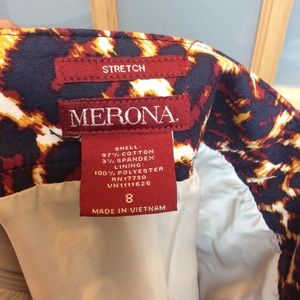 STRETCH
MERONA
SHELL
97% COTTON
3% SPANDEX
LINING
100% POLYESTER
RN17730
UN1111626
8
MADE IN VIETNAM